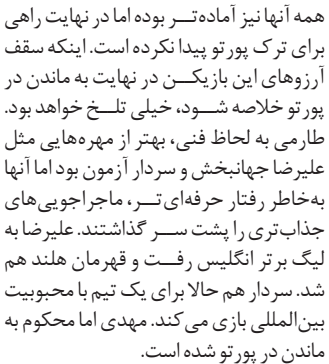 همه آنها نیز آماده‌تر بوده اما در نهایت راهی
برای ترک پورتو پیدا نکرده است. اینکه سقف
آرزوهای این بازیکن در نهایت به ماندن در
پورتو خلاصه شود، خیلی تلخ خواهد بود.
طارمی به لحاظ فنی، بهتر از مهره‌هایی مثل
علیرضا جهانبخش و سردار آزمون بود اما آنها
به‌خاطر رفتار حرفه‌ای‌تر، ماجراجویی‌های
جذاب‌تری را پشت سر گذاشتند. علیرضا به
لیگ برتر انگلیس رفت و قهرمان هلند هم
شد. سردار هم حالا برای یک تیم با محبوبیت
بین‌المللی بازی می‌کند. مهدی اما محکوم به
ماندن در پورتو شده است.